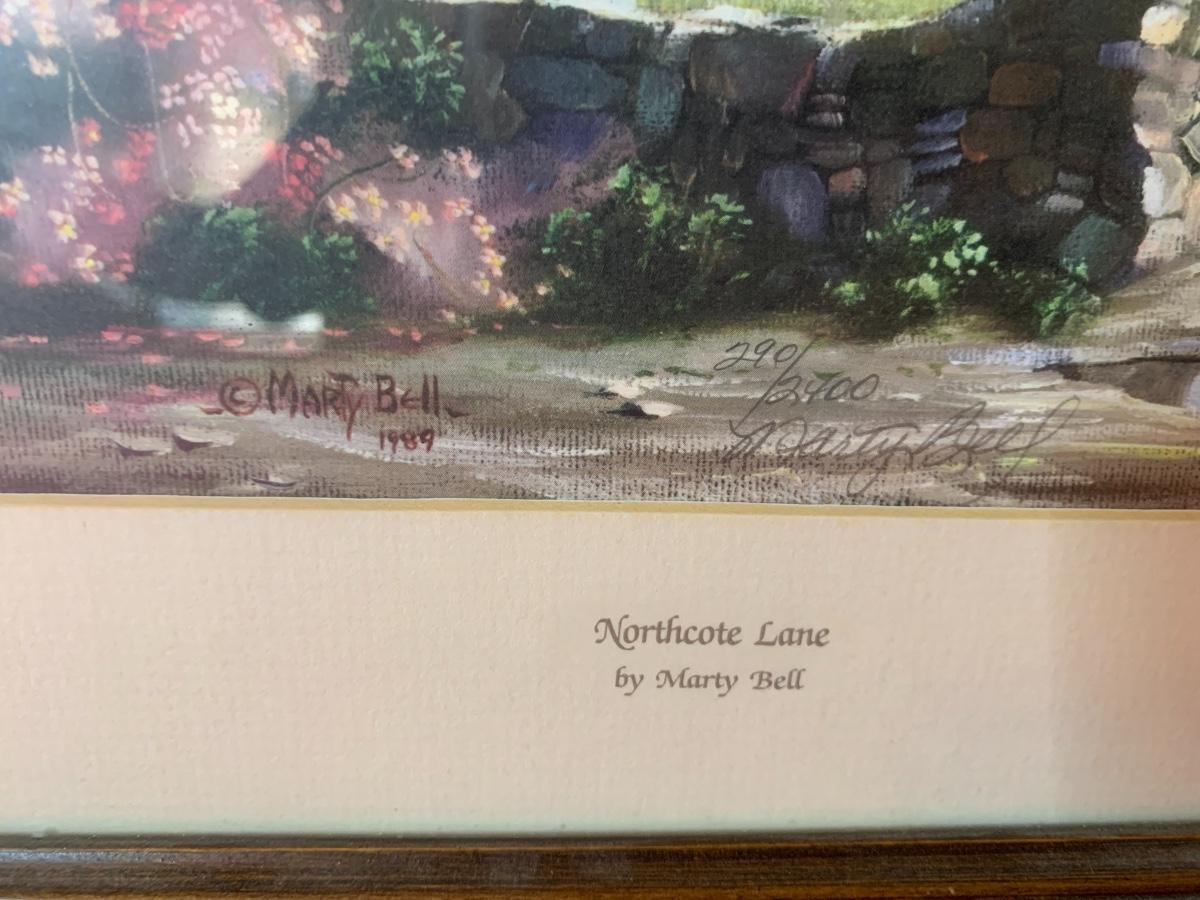 290/2400
© Marty Bell
1989
Marty Bell
Northcote Lane
by Marty Bell